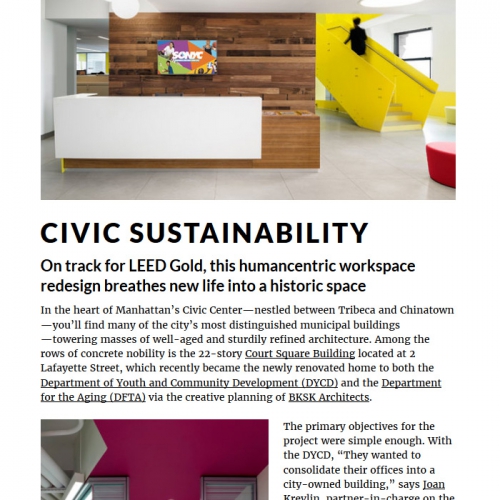 SONYC
CIVIC SUSTAINABILITY
On track for LEED Gold, this humancentric workspace
redesign breathes new life into a historic space
In the heart of Manhattan’s Civic Center—nestled between Tribeca and Chinatown
—you’ll find many of the city’s most distinguished municipal buildings
—towering masses of well-aged and sturdily refined architecture. Among the
rows of concrete nobility is the 22-story Court Square Building located at 2
Lafayette Street, which recently became the newly renovated home to both the
Department of Youth and Community Development (DYCD) and the Department
for the Aging (DFTA) via the creative planning of BKSK Architects.
The primary objectives for the
project were simple enough. With
the DYCD, “They wanted to
consolidate their offices into a
city-owned building,” says Joan
Krevlin, partner-in-charge on the